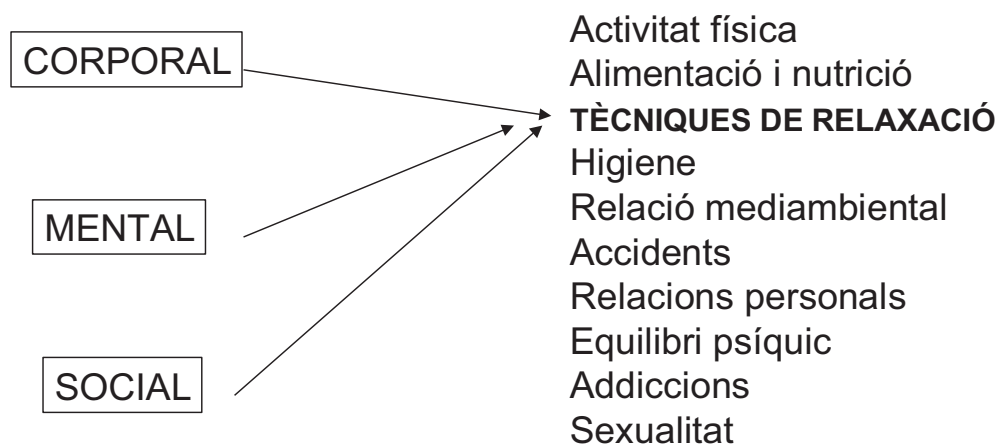 CORPORAL
MENTAL
SOCIAL
Activitat física
Alimentació i nutrició
TÈCNIQUES DE RELAXACIÓ
Higiene
Relació mediambiental
Accidents
Relacions personals
Equilibri psíquic
Addiccions
Sexualitat